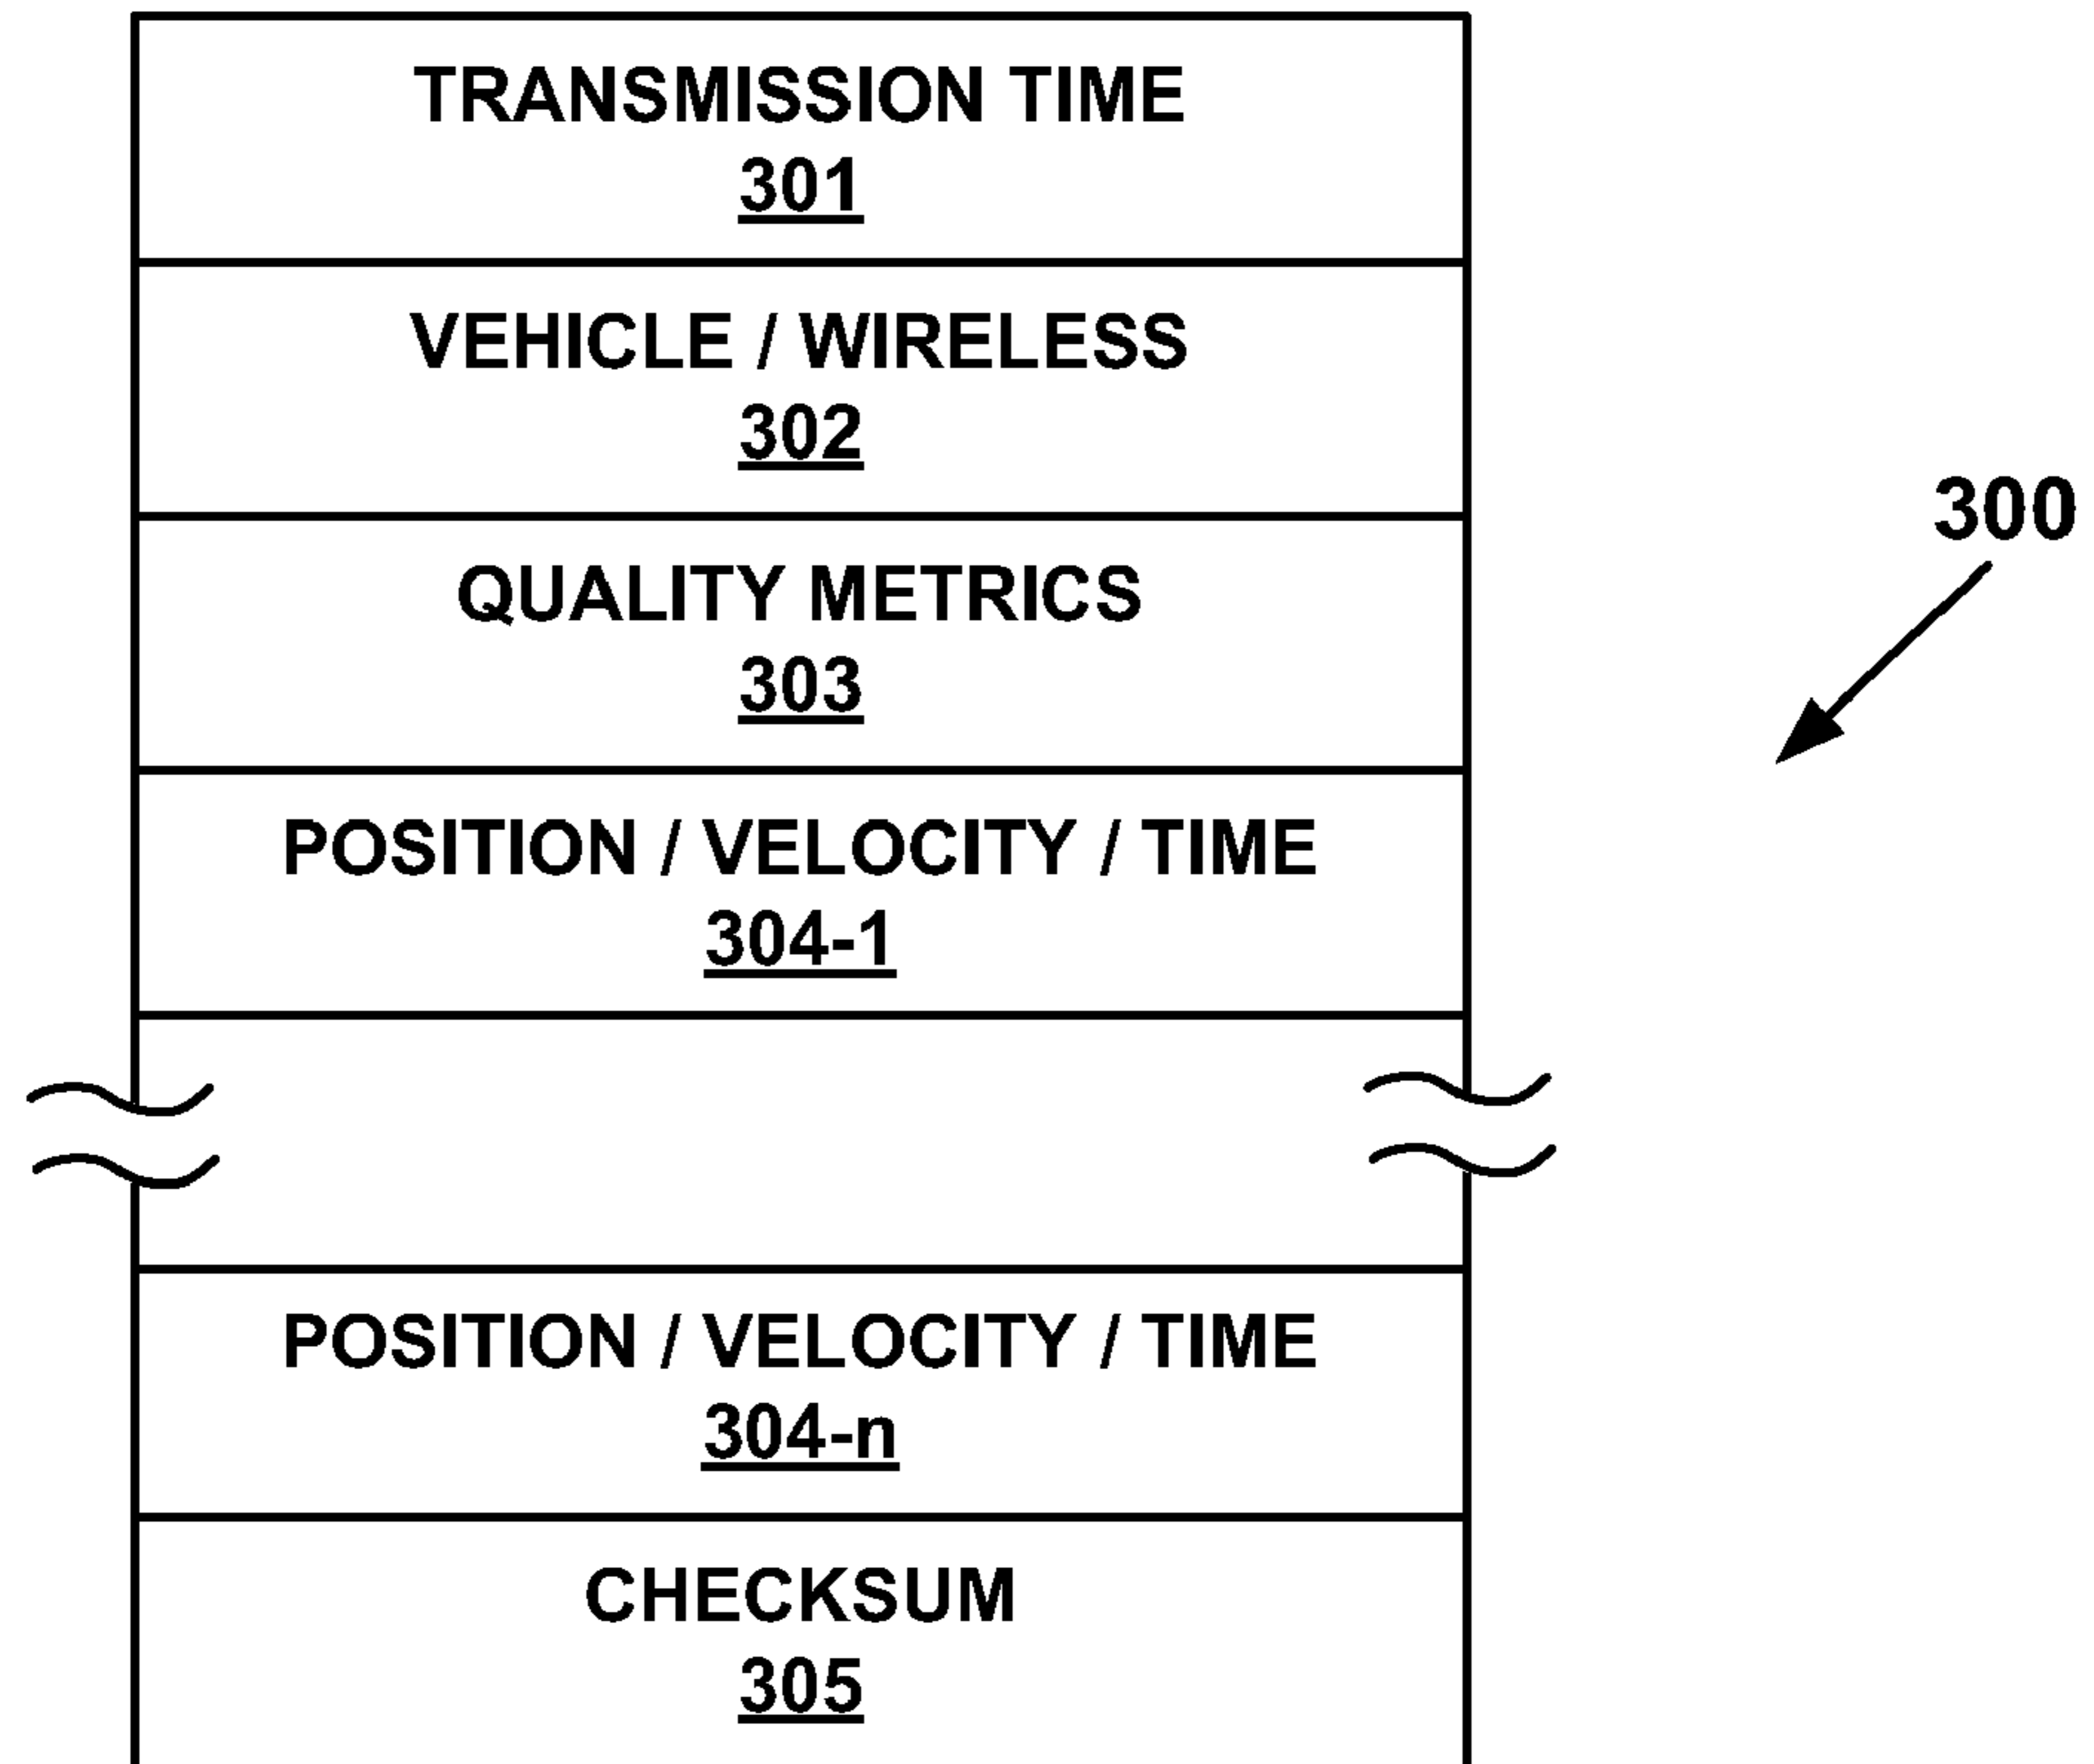 TRANSMISSION TIME
301
VEHICLE / WIRELESS
302
QUALITY METRICS
303
300
POSITION / VELOCITY / TIME
304-1
POSITION / VELOCITY / TIME
304-n
CHECKSUM
305